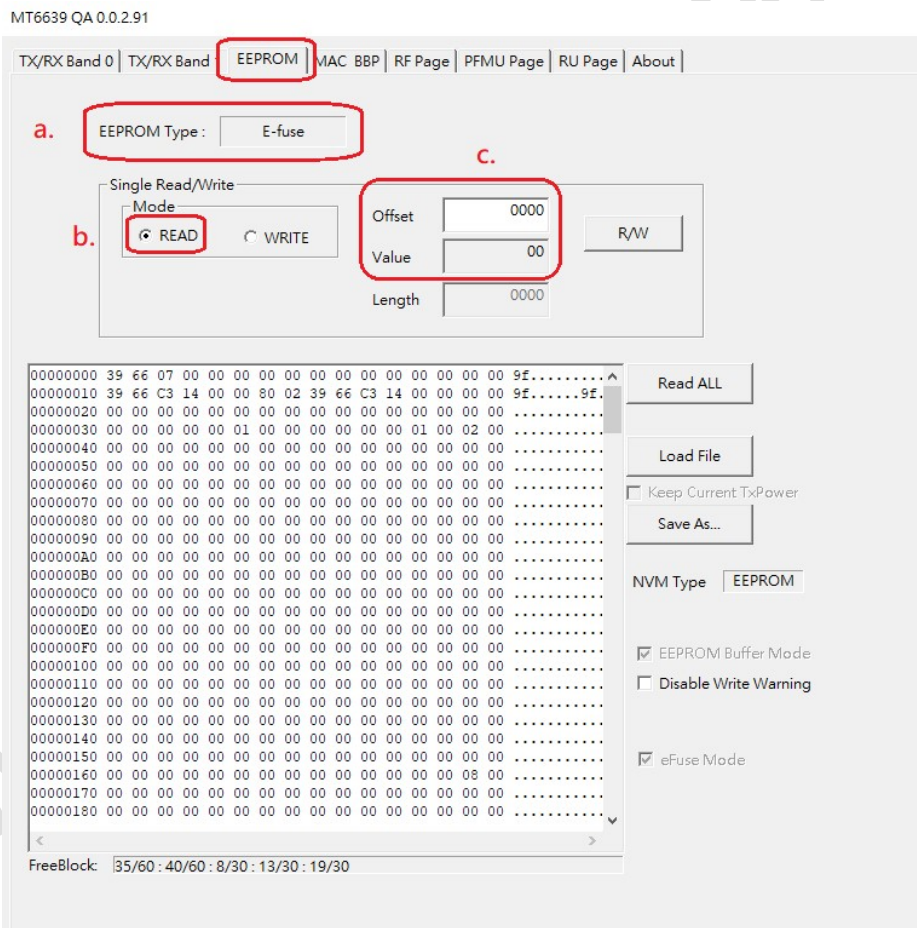 MT6639 QA 0.0.2.91
TX/RX Band 0 TX/RX Band EEPROM MAC BBP RF Page PFMU Page RU Page About
a. EEPROM Type : E-fuse
c.
Single Read/Write
Mode
b. READ WRITE
Offset 0000
R/W
Value 00
Length 0000
00000000 39 66 07 00 00 00 00 00 00 00 00 00 00 00 00 00 9f.........
00000010 39 66 C3 14 00 00 80 02 39 66 C3 14 00 00 00 00 9f......9f.
00000020 00 00 00 00 00 00 00 00 00 00 00 00 00 00 00 00 ...........
00000030 00 00 00 00 00 01 00 00 00 00 00 00 01 00 02 00 ...........
00000040 00 00 00 00 00 00 00 00 00 00 00 00 00 00 00 00 ...........
00000050 00 00 00 00 00 00 00 00 00 00 00 00 00 00 00 00 ...........
00000060 00 00 00 00 00 00 00 00 00 00 00 00 00 00 00 00 ...........
00000070 00 00 00 00 00 00 00 00 00 00 00 00 00 00 00 00 ...........
00000080 00 00 00 00 00 00 00 00 00 00 00 00 00 00 00 00 ...........
00000090 00 00 00 00 00 00 00 00 00 00 00 00 00 00 00 00 ...........
000000A0 00 00 00 00 00 00 00 00 00 00 00 00 00 00 00 00 ...........
000000B0 00 00 00 00 00 00 00 00 00 00 00 00 00 00 00 00 ...........
000000C0 00 00 00 00 00 00 00 00 00 00 00 00 00 00 00 00 ...........
000000D0 00 00 00 00 00 00 00 00 00 00 00 00 00 00 00 00 ...........
000000E0 00 00 00 00 00 00 00 00 00 00 00 00 00 00 00 00 ...........
000000F0 00 00 00 00 00 00 00 00 00 00 00 00 00 00 00 00 ...........
00000100 00 00 00 00 00 00 00 00 00 00 00 00 00 00 00 00 ...........
00000110 00 00 00 00 00 00 00 00 00 00 00 00 00 00 00 00 ...........
00000120 00 00 00 00 00 00 00 00 00 00 00 00 00 00 00 00 ...........
00000130 00 00 00 00 00 00 00 00 00 00 00 00 00 00 00 00 ...........
00000140 00 00 00 00 00 00 00 00 00 00 00 00 00 00 00 00 ...........
00000150 00 00 00 00 00 00 00 00 00 00 00 00 00 00 00 00 ...........
00000160 00 00 00 00 00 00 00 00 00 00 00 00 00 00 08 00 ...........
00000170 00 00 00 00 00 00 00 00 00 00 00 00 00 00 00 00 ...........
00000180 00 00 00 00 00 00 00 00 00 00 00 00 00 00 00 00 ...........
Read ALL
Load File
Keep Current TxPower
Save As...
NVM Type EEPROM
EEPROM Buffer Mode
Disable Write Warning
eFuse Mode
FreeBlock: 35/60 : 40/60 : 8/30 : 13/30 : 19/30